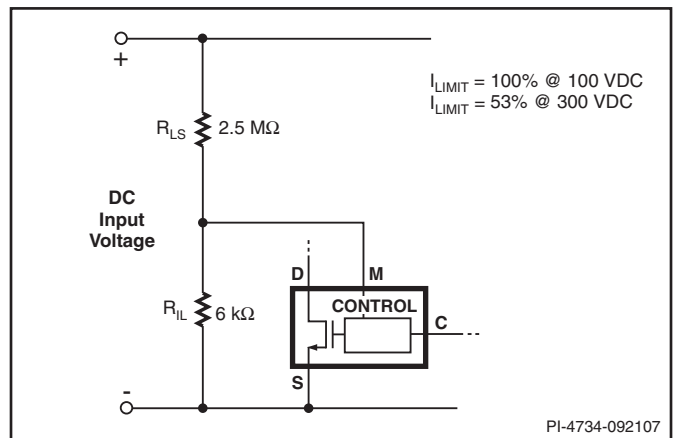 +
I_LIMIT = 100% @ 100 VDC
I_LIMIT = 53% @ 300 VDC
R_LS 2.5 MΩ
DC
Input
Voltage
D M
R_IL 6 kΩ
CONTROL
C
S
-
PI-4734-092107